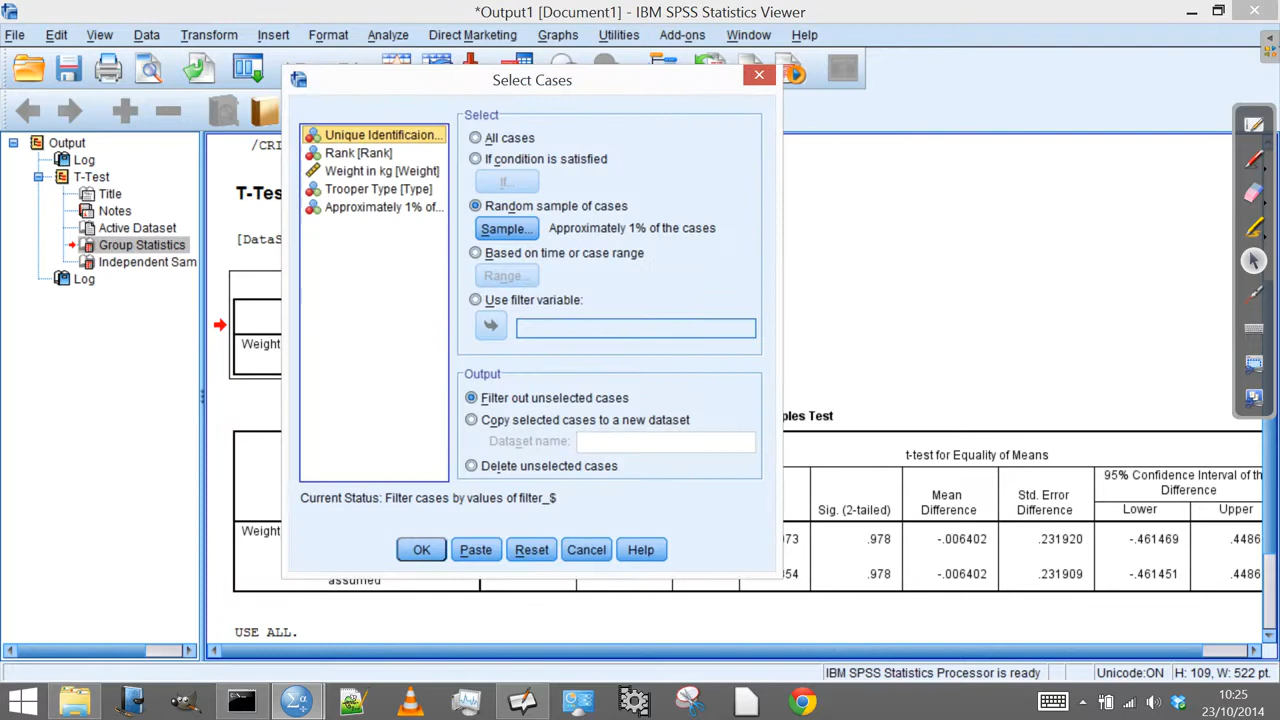 *Output1 [Document1] - IBM SPSS Statistics Viewer
File Edit View Data Transform Insert Format Analyze Direct Marketing Graphs Utilities Add-ons Window Help
Output
Log
T-Test
Title
Notes
Active Dataset
Group Statistics
Independent Sam
Log
/CRI
T-Tes
[DataS
Weight
Select Cases
Unique Identificaion...
Rank [Rank]
Weight in kg [Weight]
Trooper Type [Type]
Approximately 1% of...
Select
All cases
If condition is satisfied
If...
Random sample of cases
Sample... Approximately 1% of the cases
Based on time or case range
Range...
Use filter variable:
Output
Filter out unselected cases
Copy selected cases to a new dataset
Dataset name:
Delete unselected cases
Current Status: Filter cases by values of filter_$
OK Paste Reset Cancel Help
ples Test
t-test for Equality of Means
95% Confidence Interval of the
Difference
Sig. (2-tailed) Mean Difference Std. Error Difference Lower Upper
Weight 973 .978 -.006402 .231920 -.461469 .4486
assumed 054 .978 -.006402 .231909 -.461451 .4486
USE ALL.
IBM SPSS Statistics Processor is ready Unicode:ON H: 109, W: 522 pt.
10:25
23/10/2014